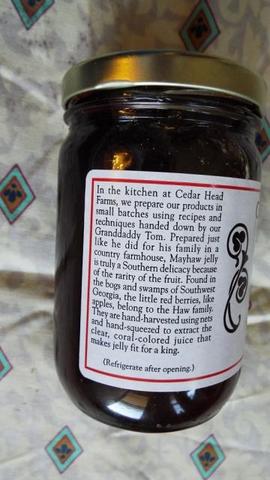 In the kitchen at Cedar Head
Farms, we prepare our products in
small batches using recipes and
techniques handed down by our
Granddaddy Tom. Prepared just
like he did for his family in a
country farmhouse, Mayhaw jelly
is truly a Southern delicacy because
of the rarity of the fruit. Found in
the bogs and swamps of Southwest
Georgia, the little red berries, like
apples, belong to the Haw family.
They are hand-harvested using nets
and hand-squeezed to extract the
clear, coral-colored juice that
makes jelly fit for a king.
(Refrigerate after opening.)